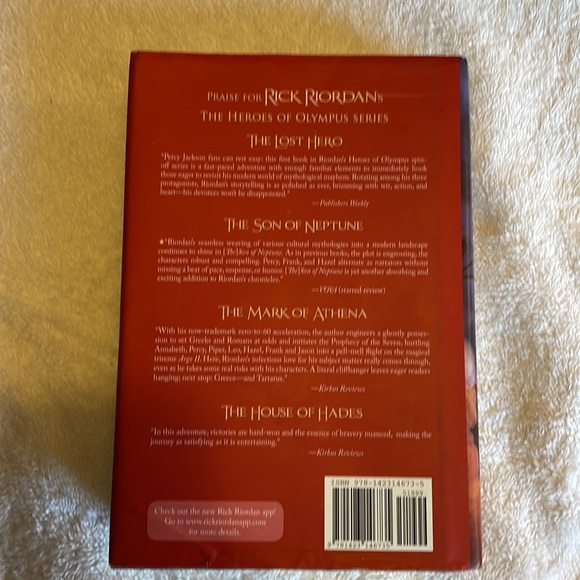 PRAISE FOR RICK RIORDAN'S
THE HEROES OF OLYMPUS SERIES
THE LOST HERO
"Percy Jackson fans can rest easy: this first book in Riordan's Heroes of Olympus spin-
off series is a fast-paced adventure with enough familiar elements to immediately hook
those eager to revisit his modern world of mythological mayhem. Rotating among his three
protagonists, Riordan's storytelling is as polished as ever, brimming with wit, action, and
heart—his devotees won't be disappointed."
—Publishers Weekly
THE SON OF NEPTUNE
★"Riordan's seamless weaving of various cultural mythologies into a modern landscape
continues to shine in [The] Son of Neptune. As in previous books, the plot is engrossing, the
characters robust and compelling. Percy, Frank, and Hazel alternate as narrators without
missing a beat of pace, suspense, or humor. [The] Son of Neptune is yet another absorbing and
exciting addition to Riordan's chronicles."
—VOYA (starred review)
THE MARK OF ATHENA
"With his now-trademark zero-to-60 acceleration, the author engineers a ghostly posses-
sion to set Greeks and Romans at odds and initiates the Prophecy of the Seven, hurtling
Annabeth, Percy, Piper, Leo, Hazel, Frank and Jason into a pell-mell flight on the magical
trireme Argo II. Here, Riordan's infectious love for his subject matter really comes through,
even as he takes some real risks with his characters. A literal cliffhanger leaves eager readers
hanging; next stop: Greece—and Tartarus."
—Kirkus Reviews
THE HOUSE OF HADES
"In this adventure, victories are hard-won and the essence of bravery nuanced, making the
journey as satisfying as it is entertaining."
—Kirkus Reviews
ISBN 978-142314673-5
51999
9 781423 146735
Check out the new Rick Riordan app!
Go to www.rickriordanapp.com
for more details.